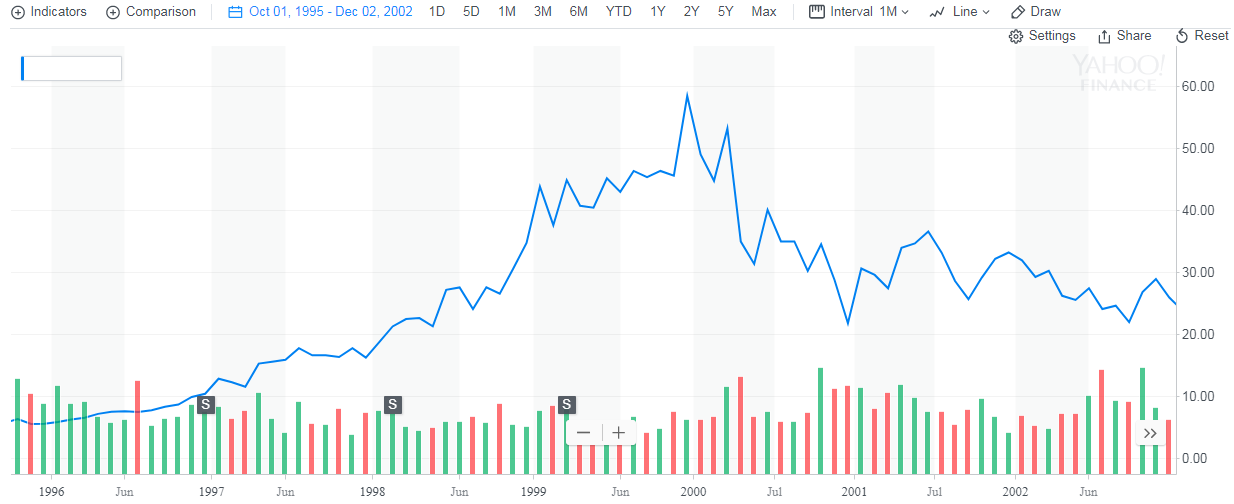 Indicators Comparison Oct 01, 1995 - Dec 02, 2002 1D 5D 1M 3M 6M YTD 1Y 2Y 5Y Max Interval 1M Line Draw
Settings Share Reset
YAHOO!
FINANCE
60.00
50.00
40.00
30.00
20.00
10.00
S S S
0.00
1996 Jun 1997 Jun 1998 Jun 1999 Jun 2000 Jul 2001 Jul 2002 Jun